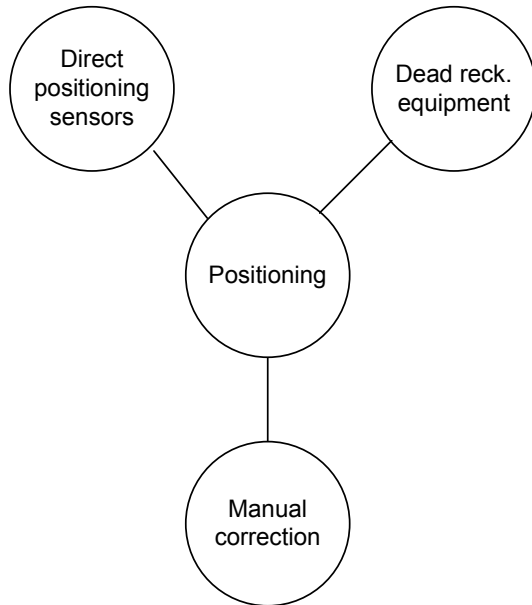 Direct
positioning
sensors
Dead reck.
equipment
Positioning
Manual
correction